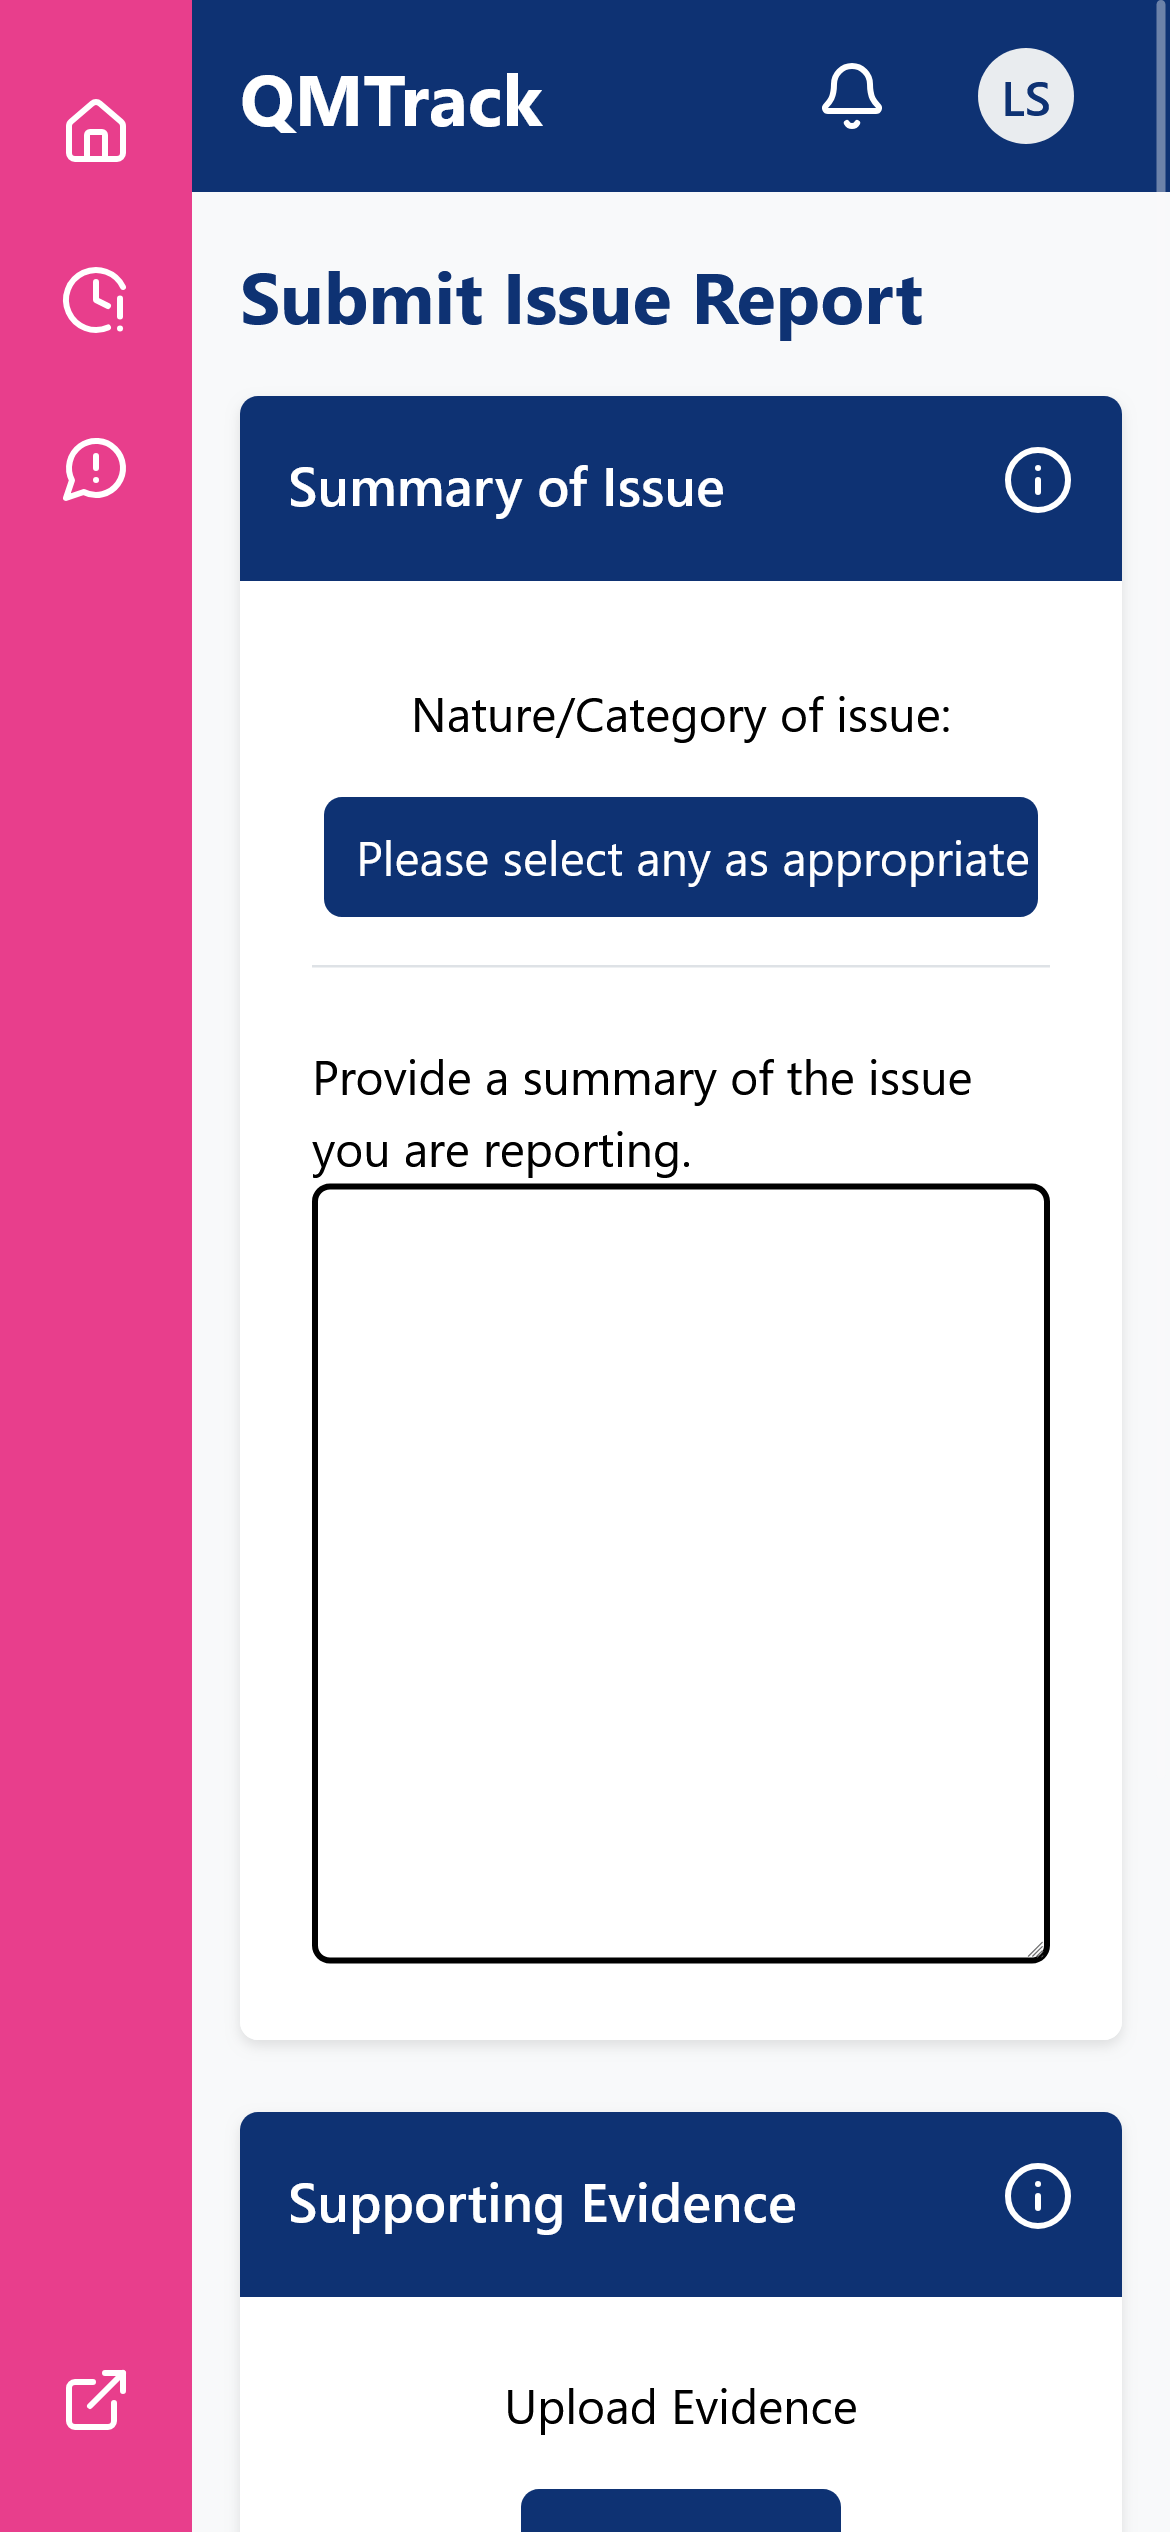 QMTrack
LS
Submit Issue Report
Summary of Issue
Nature/Category of issue:
Please select any as appropriate
Provide a summary of the issue
you are reporting.
Supporting Evidence
Upload Evidence